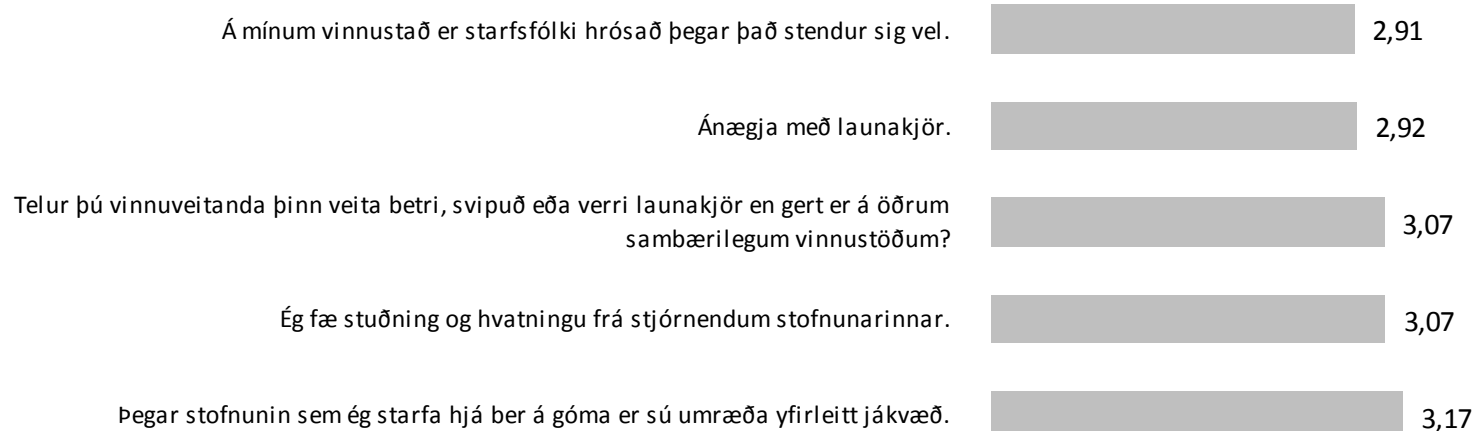 Á mínum vinnustað er starfsfólki hrósað þegar það stendur sig vel.
2,91
Ánægja með launakjör.
2,92
Telur þú vinnuveitanda þinn veita betri, svipuð eða verri launakjör en gert er á öðrum
sambærilegum vinnustöðum?
3,07
Ég fæ stuðning og hvatningu frá stjórnendum stofnunarinnar.
3,07
Þegar stofnunin sem ég starfa hjá ber á góma er sú umræða yfirleitt jákvæð.
3,17